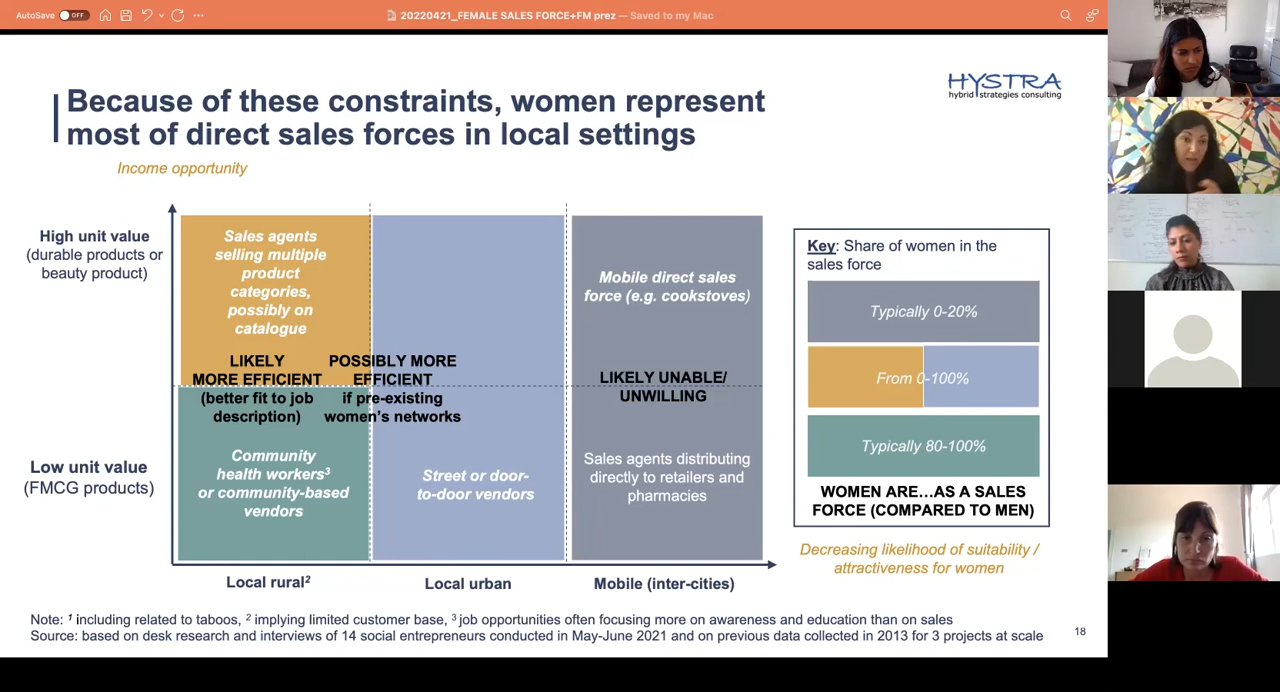 AutoSave OFF
20220421_FEMALE SALES FORCE+FM prez — Saved to my Mac
HYSTRA
hybrid strategies consulting
Because of these constraints, women represent
most of direct sales forces in local settings
Income opportunity
High unit value
(durable products or
beauty product)
Sales agents
selling multiple
product
categories,
possibly on
catalogue
Mobile direct sales
force (e.g. cookstoves)
LIKELY
MORE EFFICIENT
(better fit to job
description)
POSSIBLY MORE
EFFICIENT
if pre-existing
women’s networks
LIKELY UNABLE/
UNWILLING
Low unit value
(FMCG products)
Community
health workers³
or community-based
vendors
Street or door-
to-door vendors
Sales agents distributing
directly to retailers and
pharmacies
Local rural²
Local urban
Mobile (inter-cities)
Key: Share of women in the
sales force
Typically 0-20%
From 0-100%
Typically 80-100%
WOMEN ARE…AS A SALES
FORCE (COMPARED TO MEN)
Decreasing likelihood of suitability /
attractiveness for women
Note: ¹ including related to taboos, ² implying limited customer base, ³ job opportunities often focusing more on awareness and education than on sales
Source: based on desk research and interviews of 14 social entrepreneurs conducted in May-June 2021 and on previous data collected in 2013 for 3 projects at scale
18